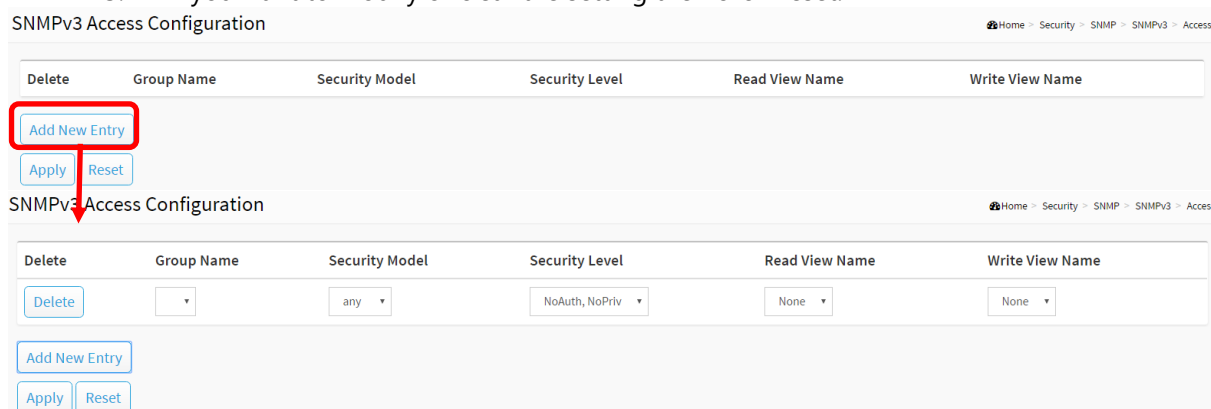 SNMPv3 Access Configuration
Home > Security > SNMP > SNMPv3 > Access
Delete Group Name Security Model Security Level Read View Name Write View Name
Add New Entry
Apply Reset
SNMPv3 Access Configuration
Home > Security > SNMP > SNMPv3 > Acces
Delete Group Name Security Model Security Level Read View Name Write View Name
Delete any NoAuth, NoPriv None None
Add New Entry
Apply Reset